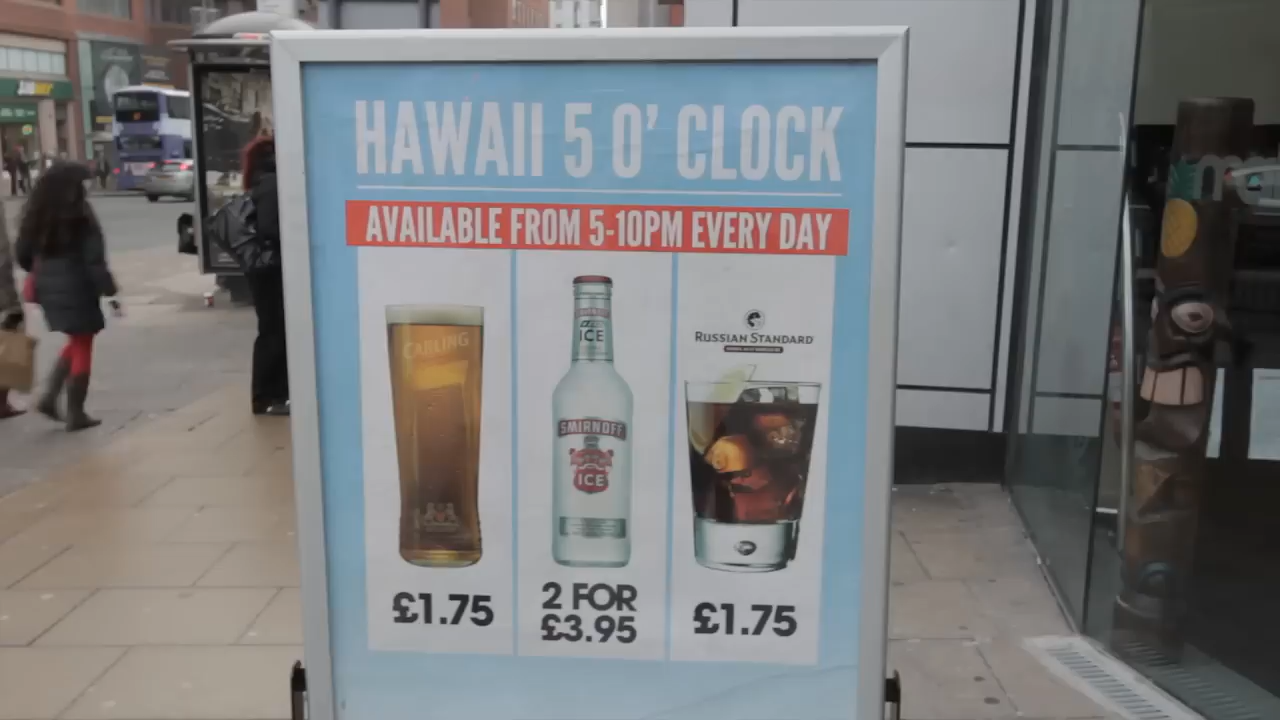 HAWAII 5 O' CLOCK
AVAILABLE FROM 5-10PM EVERY DAY
CARLING
ICE
SMIRNOFF
ICE
RUSSIAN STANDARD
£1.75
2 FOR
£3.95
£1.75